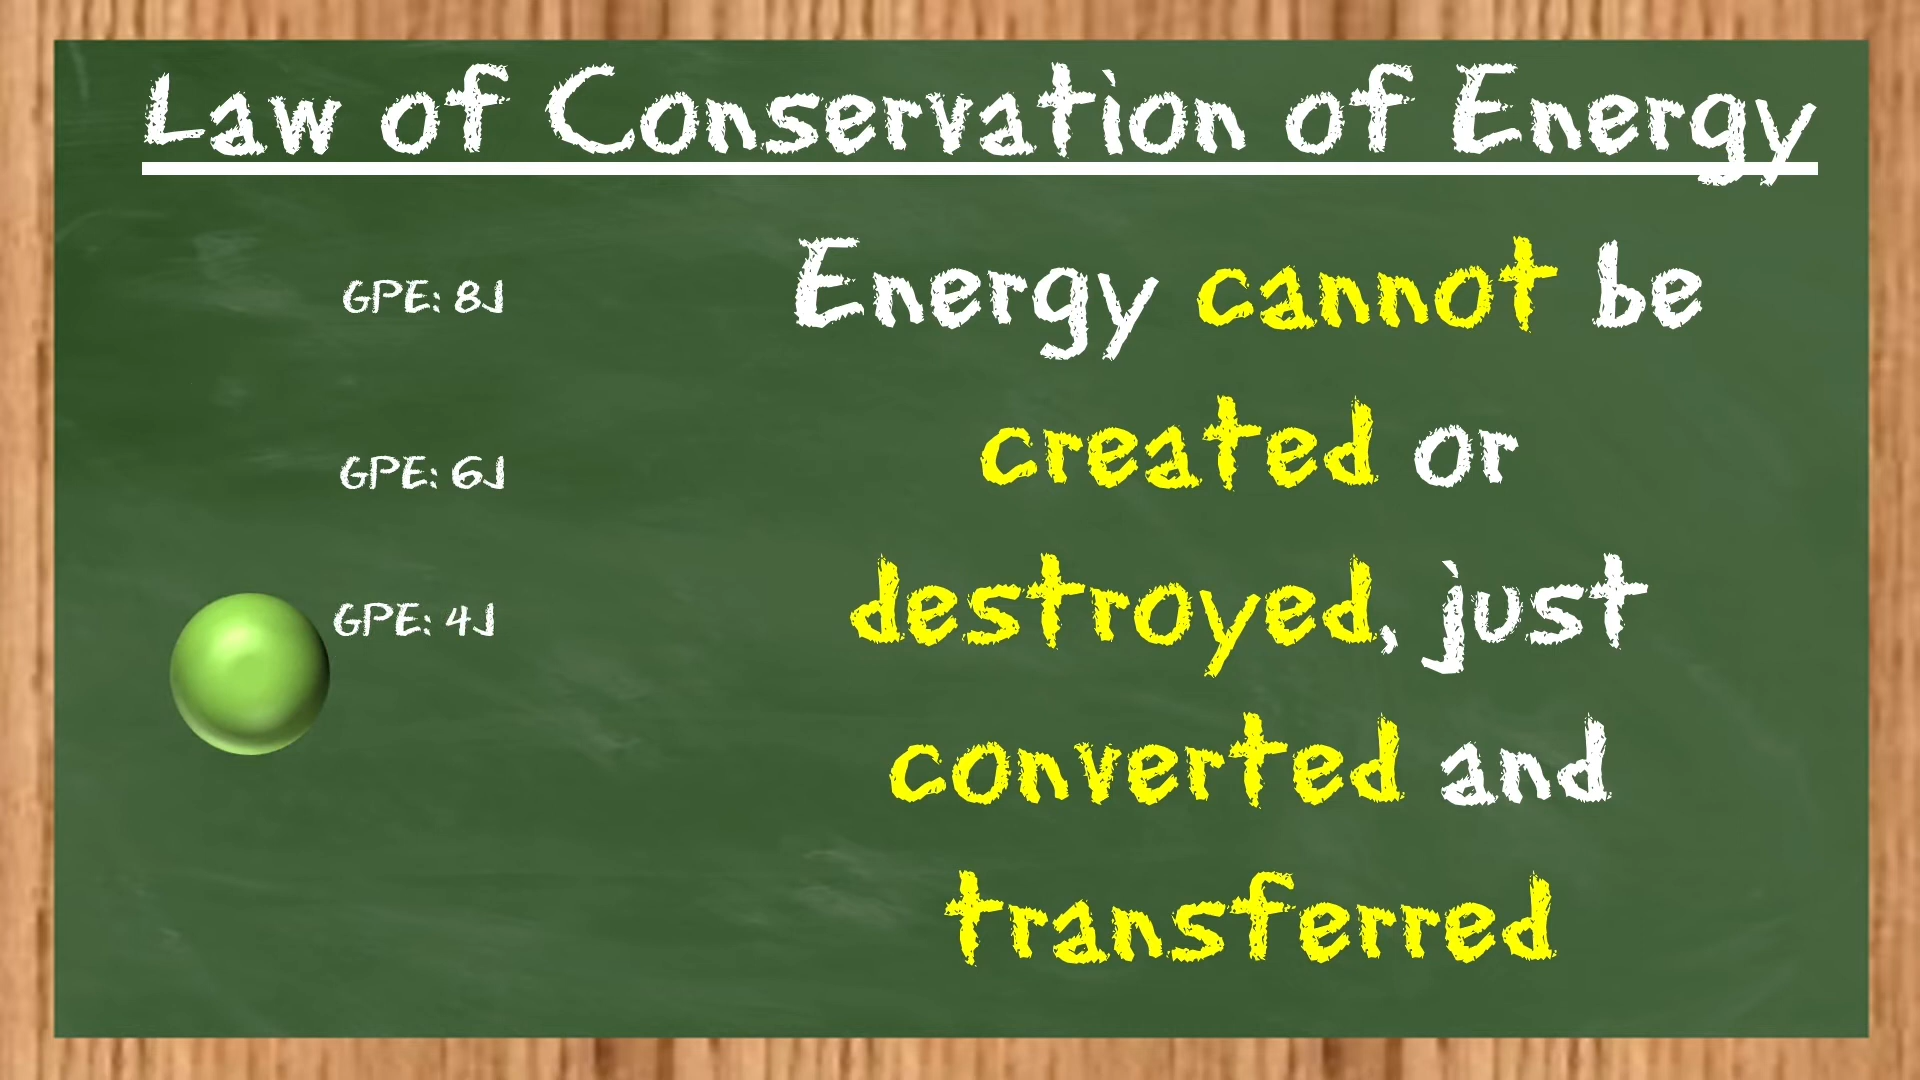 Law of Conservation of Energy
GPE: 8J
GPE: 6J
GPE: 4J
Energy cannot be
created or
destroyed, just
converted and
transferred